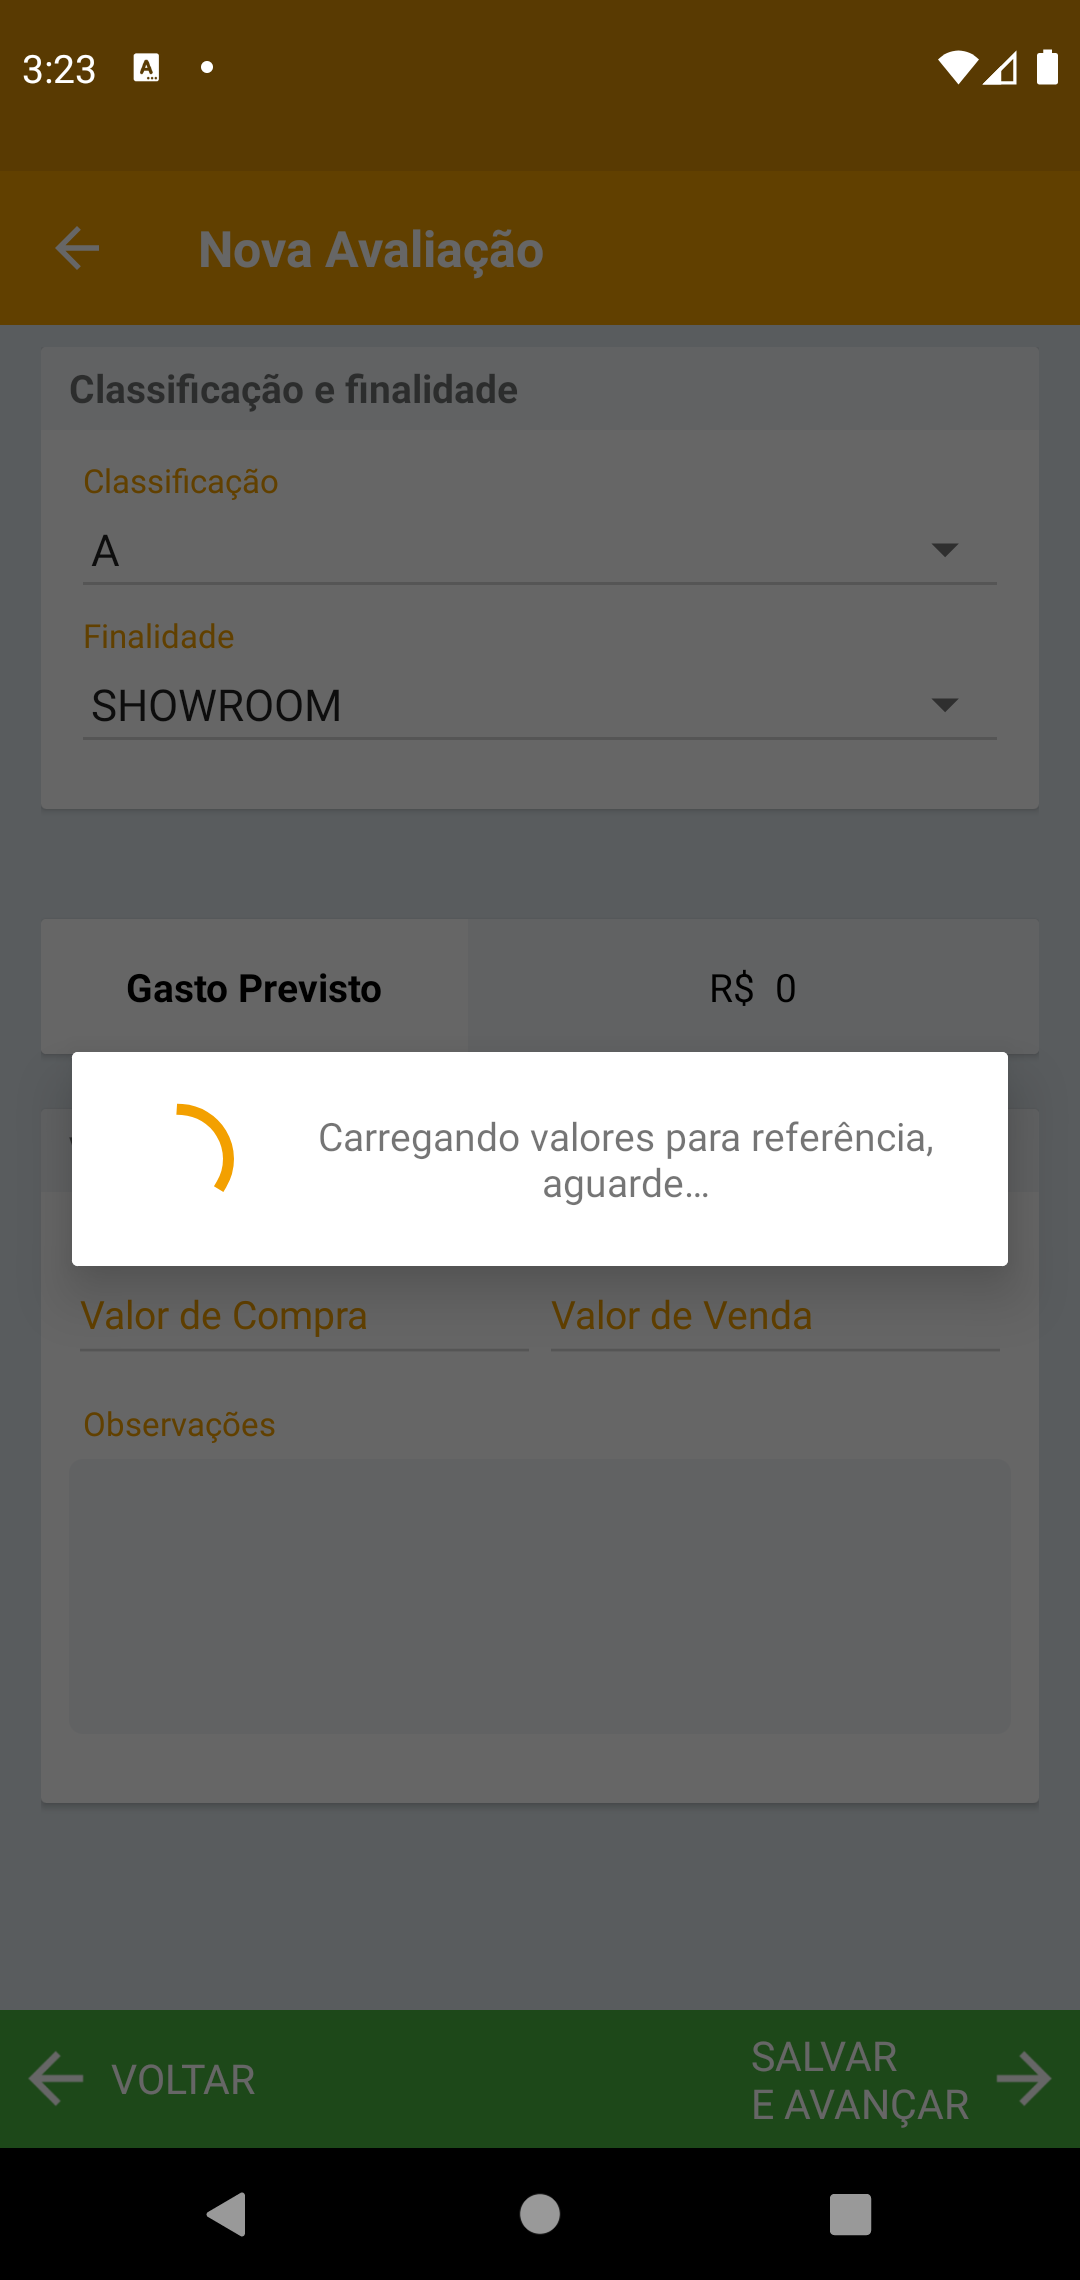 3:23
Nova Avaliação
Classificação e finalidade
Classificação
A
Finalidade
SHOWROOM
Gasto Previsto
R$ 0
Carregando valores para referência,
aguarde...
Valor de Compra
Valor de Venda
Observações
VOLTAR
SALVAR
E AVANÇAR